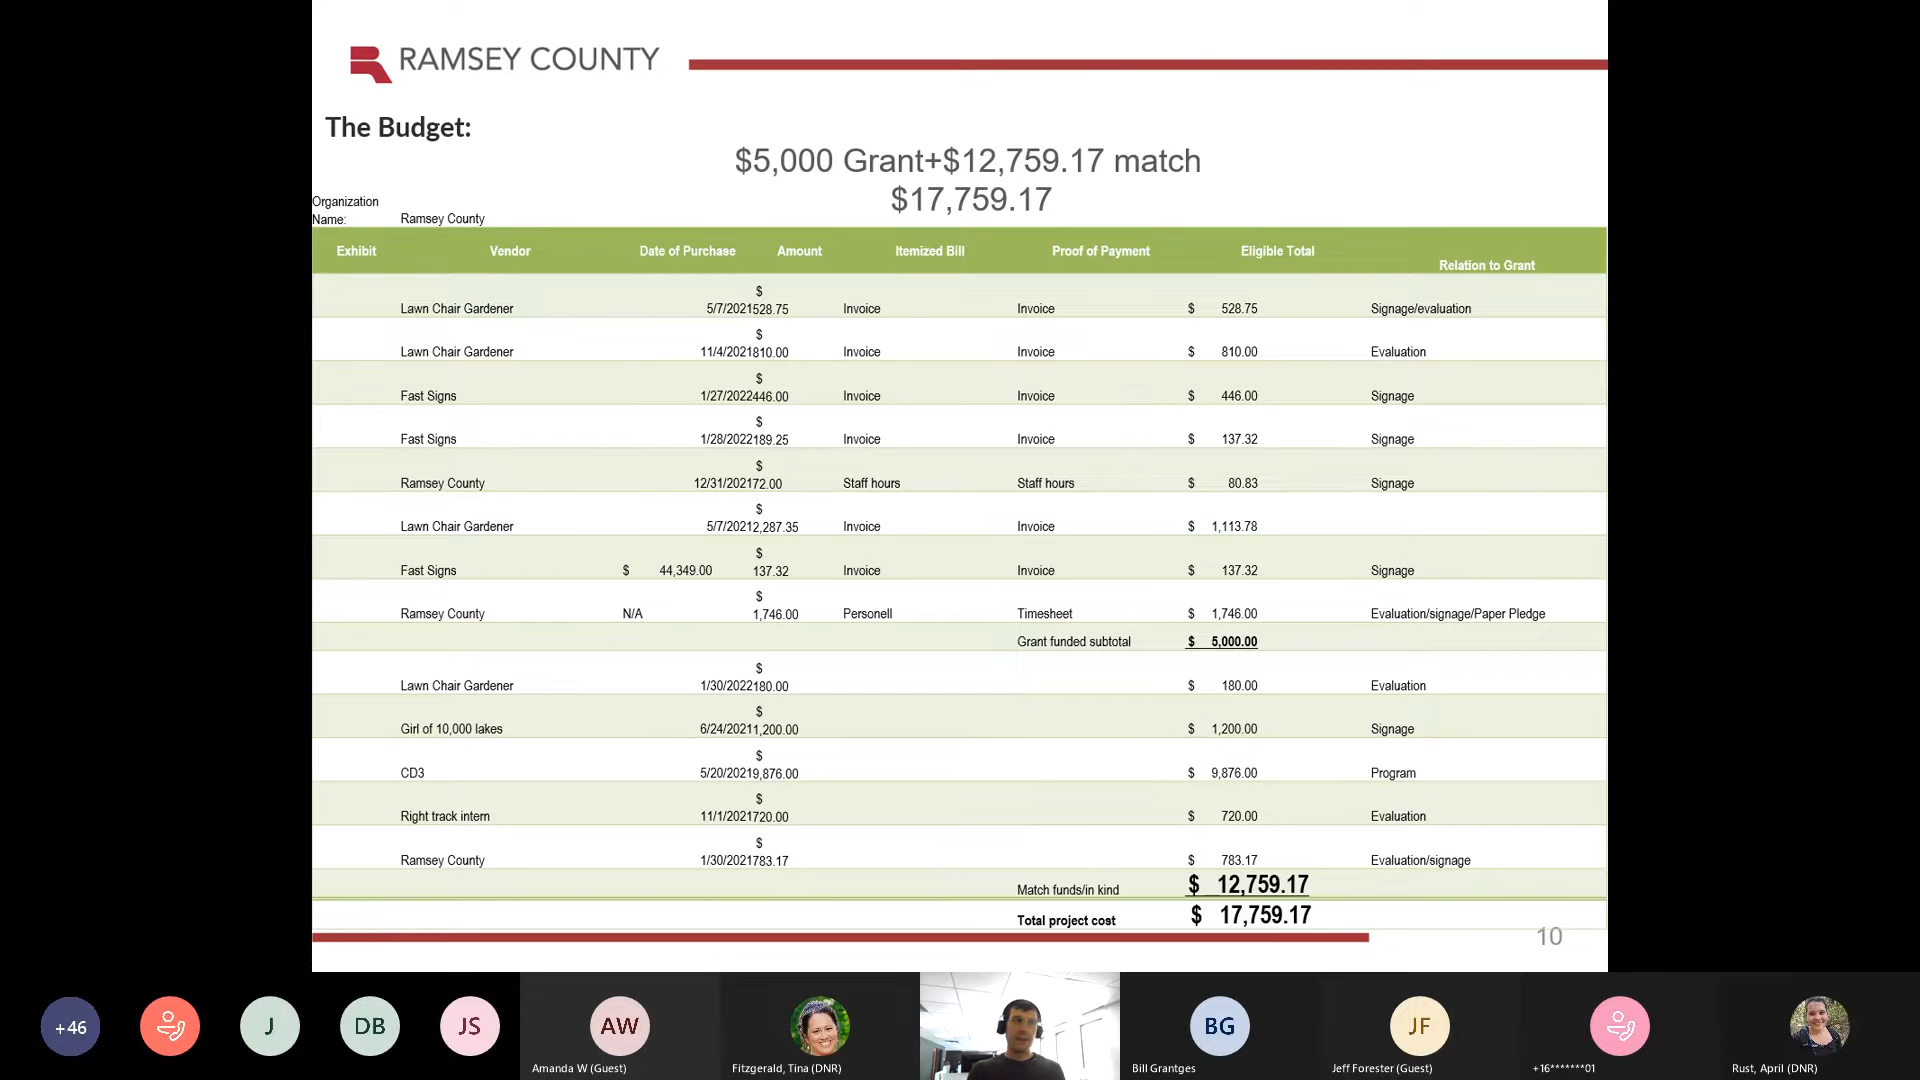 RAMSEY COUNTY
The Budget:
$5,000 Grant+$12,759.17 match
$17,759.17
Organization
Name: Ramsey County
Exhibit Vendor Date of Purchase Amount Itemized Bill Proof of Payment Eligible Total Relation to Grant
Lawn Chair Gardener 5/7/2021 $ 528.75 Invoice Invoice $ 528.75 Signage/evaluation
Lawn Chair Gardener 11/4/2021 $ 810.00 Invoice Invoice $ 810.00 Evaluation
Fast Signs 1/27/2022 $ 446.00 Invoice Invoice $ 446.00 Signage
Fast Signs 1/28/2022 $ 189.25 Invoice Invoice $ 137.32 Signage
Ramsey County 12/31/2021 $ 72.00 Staff hours Staff hours $ 80.83 Signage
Lawn Chair Gardener 5/7/2021 $ 2,287.35 Invoice Invoice $ 1,113.78
Fast Signs $ 44,349.00 $ 137.32 Invoice Invoice $ 137.32 Signage
Ramsey County N/A $ 1,746.00 Personell Timesheet $ 1,746.00 Evaluation/signage/Paper Pledge
Grant funded subtotal $ 5,000.00
Lawn Chair Gardener 1/30/2022 $ 180.00 $ 180.00 Evaluation
Girl of 10,000 lakes 6/24/2021 $ 1,200.00 $ 1,200.00 Signage
CD3 5/20/2021 $ 9,876.00 $ 9,876.00 Program
Right track intern 11/1/2021 $ 720.00 $ 720.00 Evaluation
Ramsey County 1/30/2021 $ 783.17 $ 783.17 Evaluation/signage
Match funds/in kind $ 12,759.17
Total project cost $ 17,759.17
10
+46 J DB JS AW BG JF
Amanda W (Guest) Fitzgerald, Tina (DNR) Bill Grantges Jeff Forester (Guest) +16*******01 Rust, April (DNR)